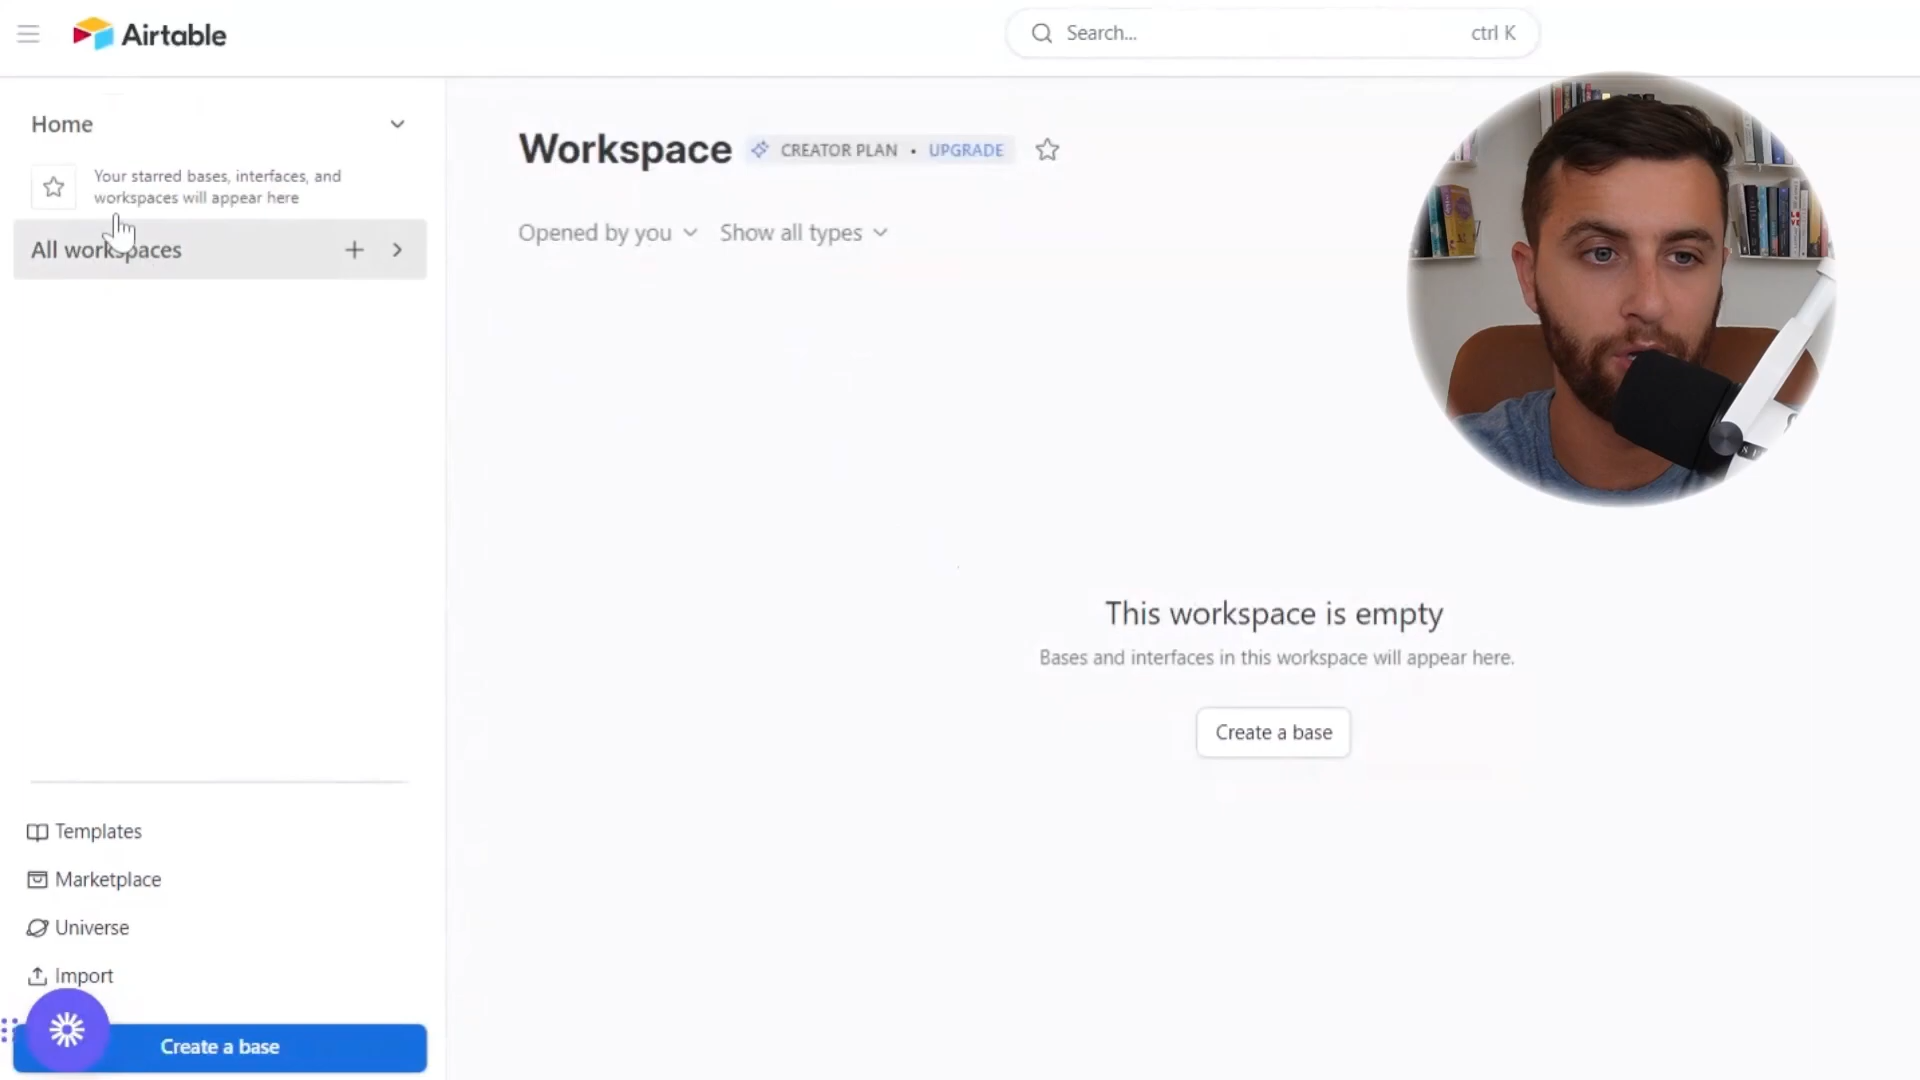 Airtable
Search...
ctrl K
Home
Your starred bases, interfaces, and
workspaces will appear here
All workspaces
Workspace
CREATOR PLAN • UPGRADE
Opened by you
Show all types
This workspace is empty
Bases and interfaces in this workspace will appear here.
Create a base
Templates
Marketplace
Universe
Import
Create a base